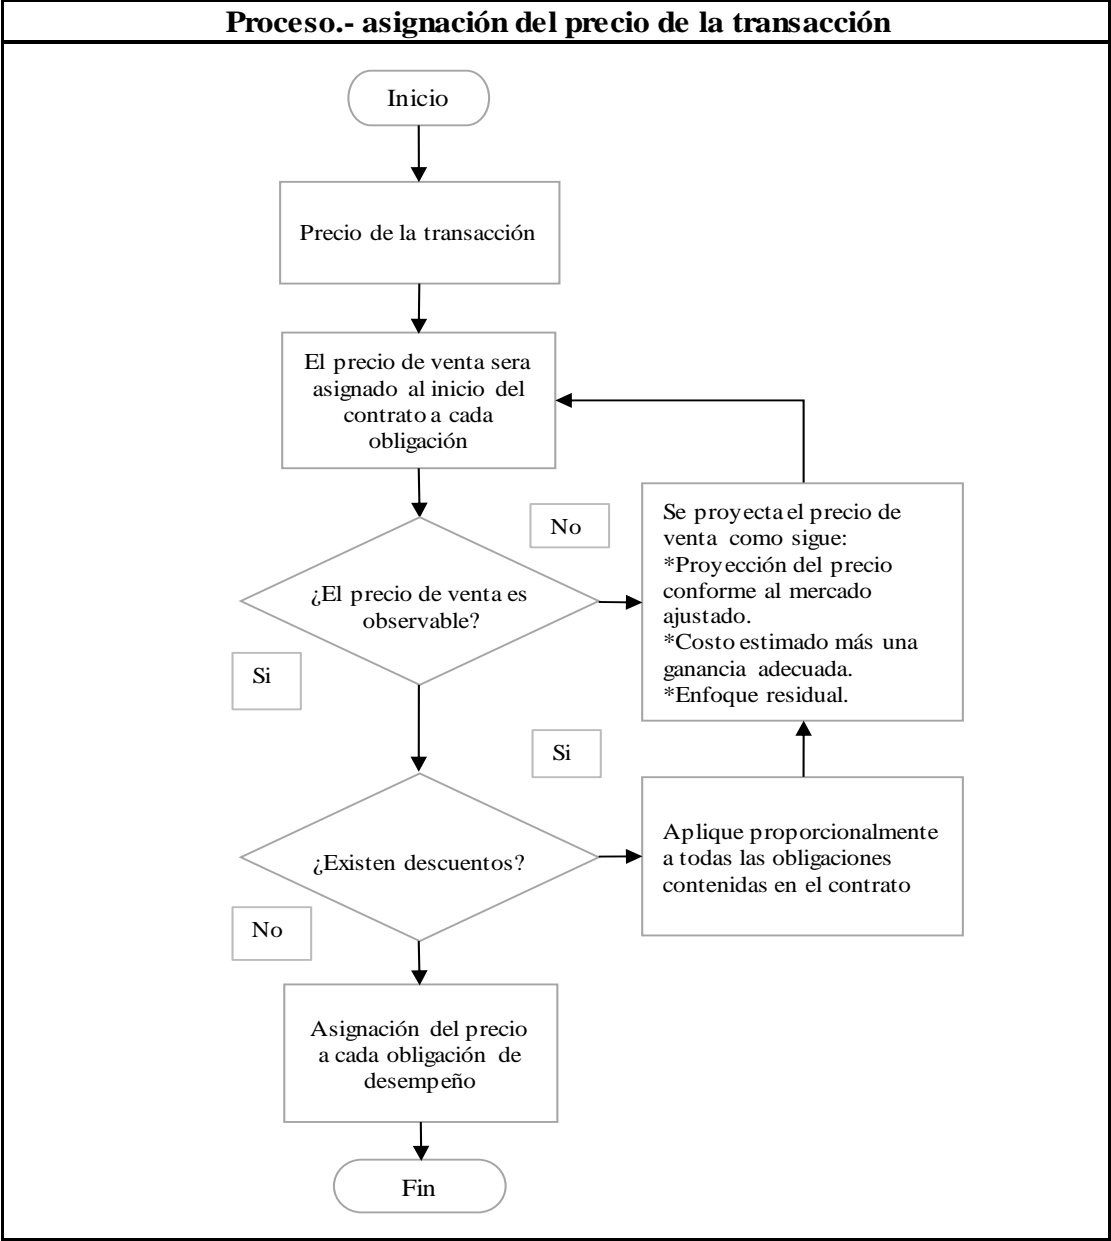 Proceso.- asignación del precio de la transacción
Inicio
Precio de la transacción
El precio de venta sera
asignado al inicio del
contrato a cada
obligación
No
Se proyecta el precio de
venta como sigue:
*Proyección del precio
conforme al mercado
ajustado.
*Costo estimado más una
ganancia adecuada.
*Enfoque residual.
¿El precio de venta es
observable?
Si
Si
¿Existen descuentos?
Aplique proporcionalmente
a todas las obligaciones
contenidas en el contrato
No
Asignación del precio
a cada obligación de
desempeño
Fin